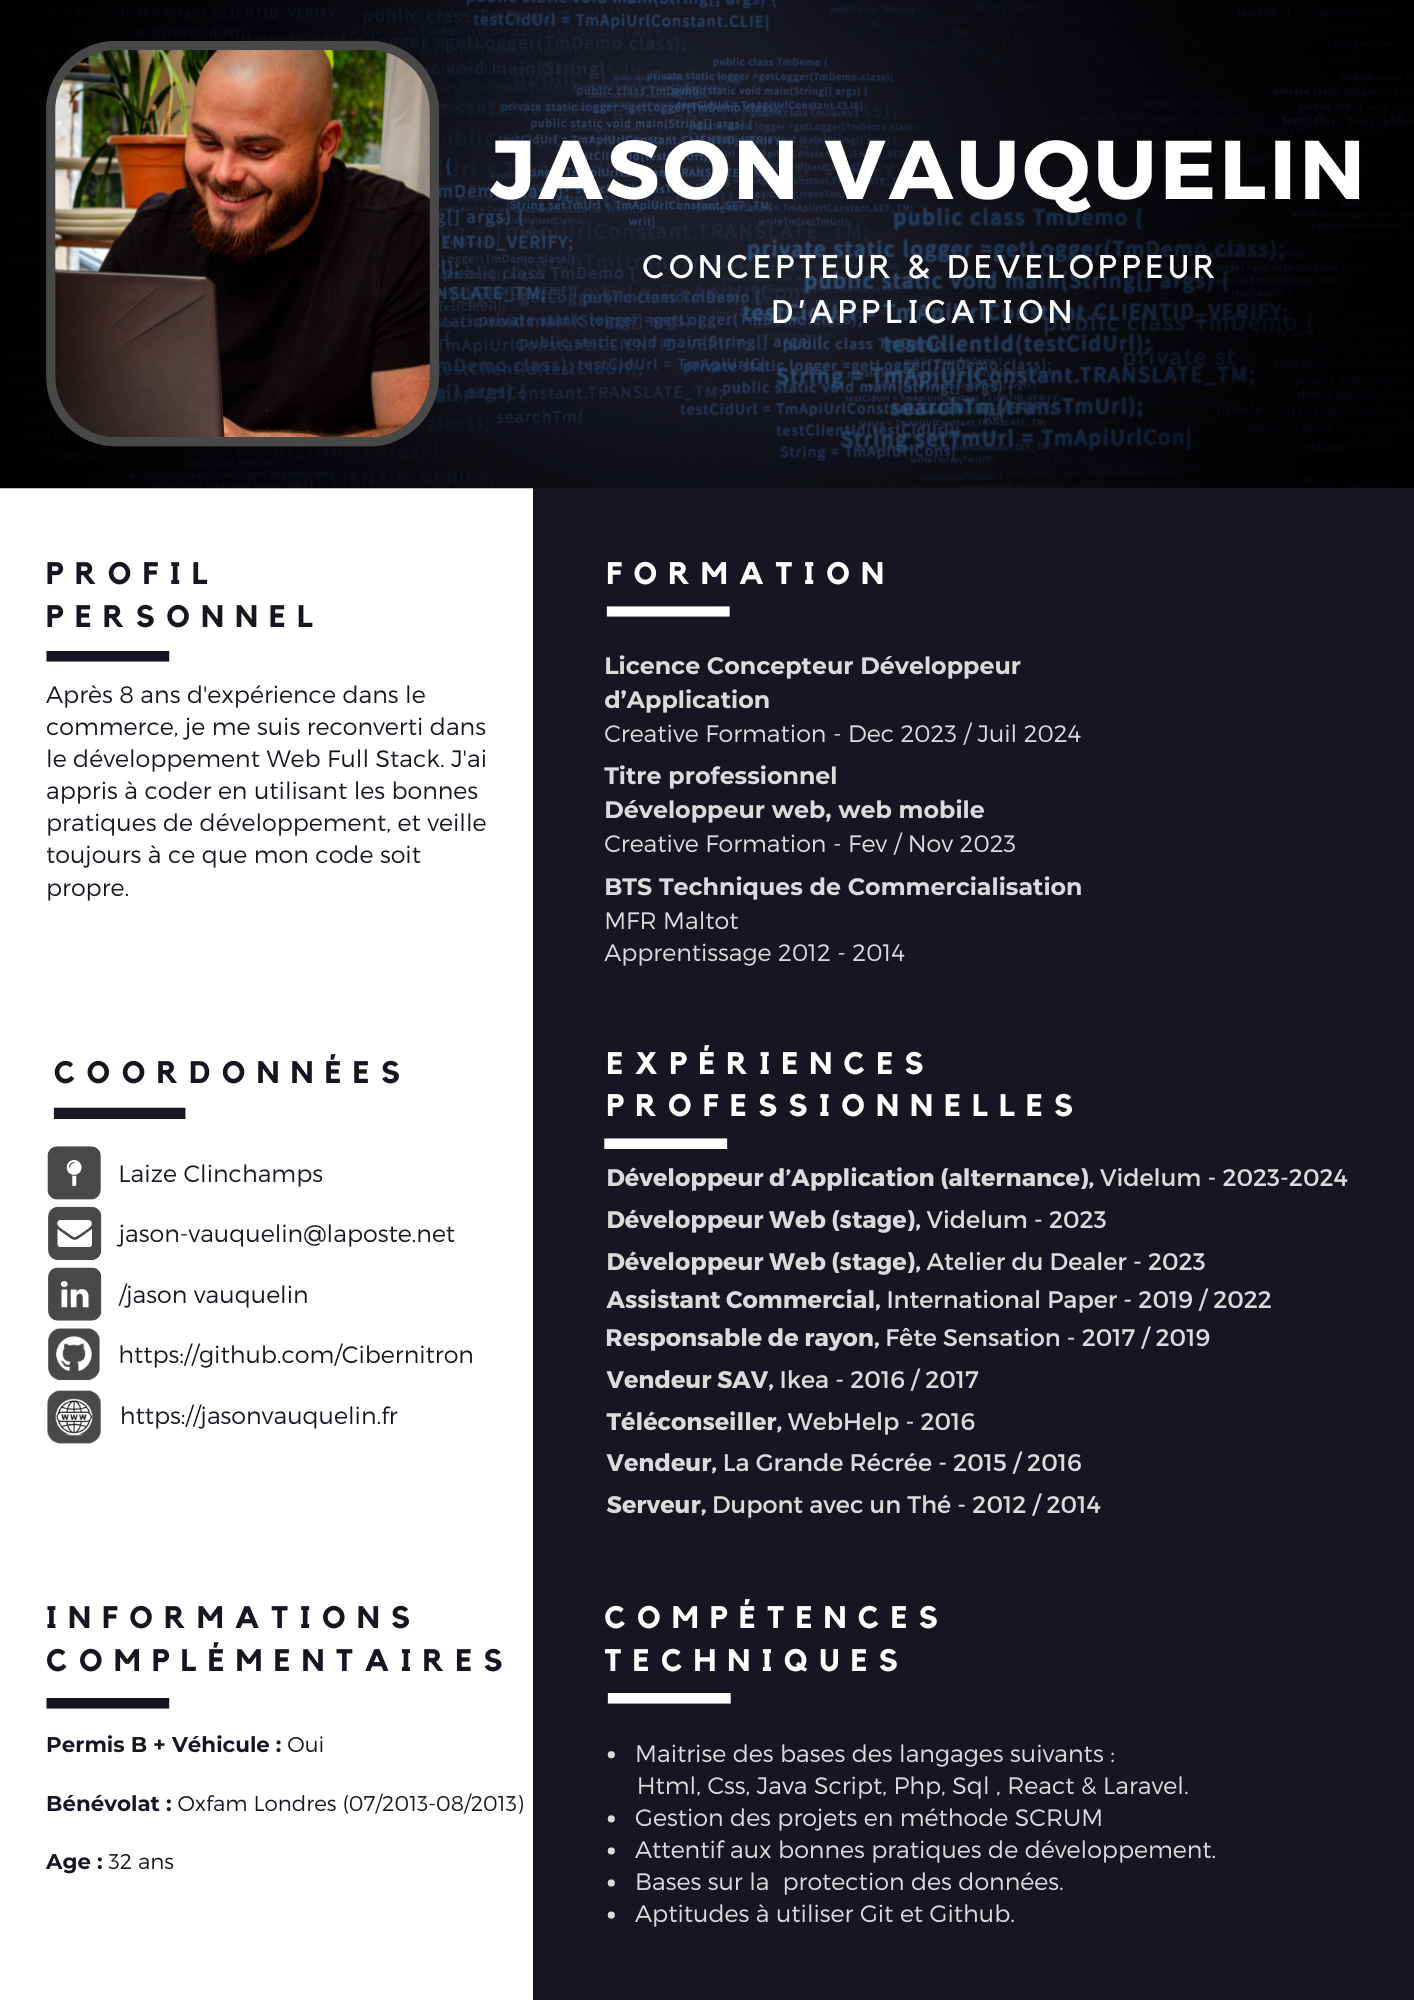 JASON VAUQUELIN
CONCEPTEUR & DEVELOPPEUR
D'APPLICATION
PROFIL
PERSONNEL
Après 8 ans d'expérience dans le
commerce, je me suis reconverti dans
le développement Web Full Stack. J'ai
appris à coder en utilisant les bonnes
pratiques de développement, et veille
toujours à ce que mon code soit
propre.
COORDONNÉES
Laize Clinchamps
jason-vauquelin@laposte.net
/jason vauquelin
https://github.com/Cibernitron
https://jasonvauquelin.fr
INFORMATIONS
COMPLÉMENTAIRES
Permis B + Véhicule : Oui
Bénévolat : Oxfam Londres (07/2013-08/2013)
Age : 32 ans
FORMATION
Licence Concepteur Développeur
d’Application
Creative Formation - Dec 2023 / Juil 2024
Titre professionnel
Développeur web, web mobile
Creative Formation - Fev / Nov 2023
BTS Techniques de Commercialisation
MFR Maltot
Apprentissage 2012 - 2014
EXPÉRIENCES
PROFESSIONNELLES
Développeur d’Application (alternance), Videlum - 2023-2024
Développeur Web (stage), Videlum - 2023
Développeur Web (stage), Atelier du Dealer - 2023
Assistant Commercial, International Paper - 2019 / 2022
Responsable de rayon, Fête Sensation - 2017 / 2019
Vendeur SAV, Ikea - 2016 / 2017
Téléconseiller, WebHelp - 2016
Vendeur, La Grande Récrée - 2015 / 2016
Serveur, Dupont avec un Thé - 2012 / 2014
COMPÉTENCES
TECHNIQUES
• Maitrise des bases des langages suivants :
Html, Css, Java Script, Php, Sql , React & Laravel.
• Gestion des projets en méthode SCRUM
• Attentif aux bonnes pratiques de développement.
• Bases sur la  protection des données.
• Aptitudes à utiliser Git et Github.